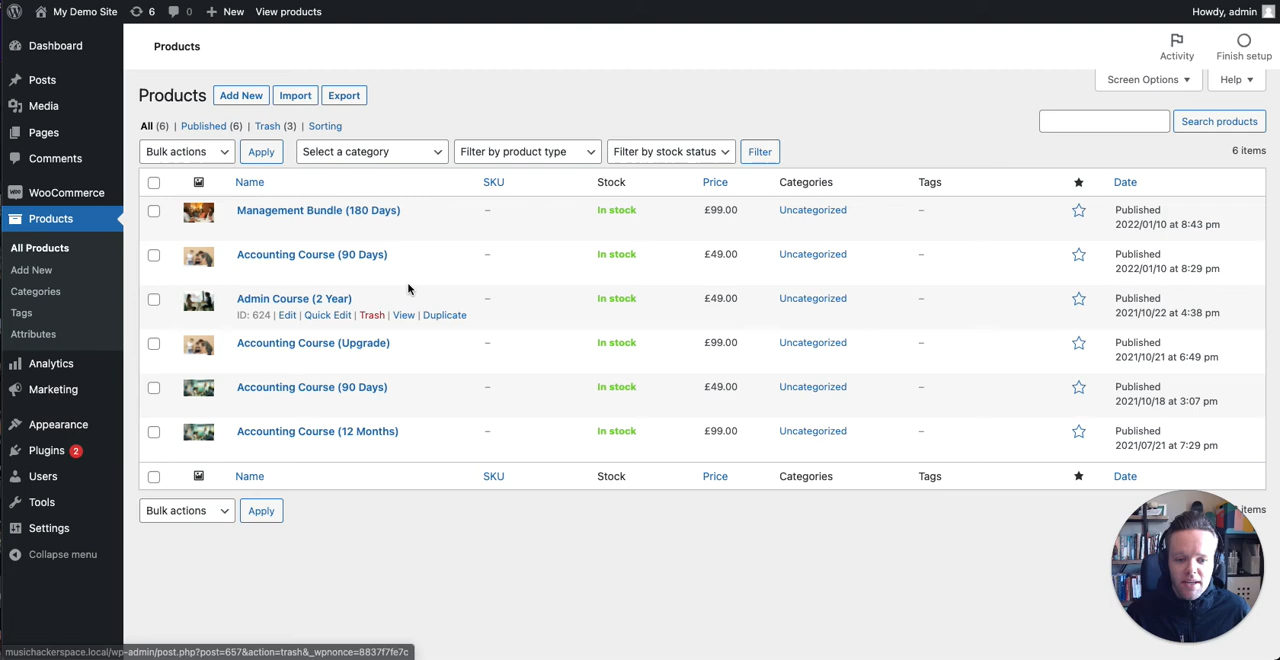 My Demo Site 6 0 New View products Howdy, admin
Dashboard
Posts
Media
Pages
Comments
WooCommerce
Products
All Products
Add New
Categories
Tags
Attributes
Analytics
Marketing
Appearance
Plugins 2
Users
Tools
Settings
Collapse menu
Products
Activity
Finish setup
Screen Options ▼ Help ▼
Products Add New Import Export
All (6) | Published (6) | Trash (3) | Sorting
Search products
Bulk actions Apply Select a category Filter by product type Filter by stock status Filter 6 items
Name SKU Stock Price Categories Tags Date
Management Bundle (180 Days) – In stock £99.00 Uncategorized – Published
2022/01/10 at 8:43 pm
Accounting Course (90 Days) – In stock £49.00 Uncategorized – Published
2022/01/10 at 8:29 pm
Admin Course (2 Year) – In stock £49.00 Uncategorized – Published
ID: 624 | Edit | Quick Edit | Trash | View | Duplicate 2021/10/22 at 4:38 pm
Accounting Course (Upgrade) – In stock £99.00 Uncategorized – Published
2021/10/21 at 6:49 pm
Accounting Course (90 Days) – In stock £49.00 Uncategorized – Published
2021/10/18 at 3:07 pm
Accounting Course (12 Months) – In stock £99.00 Uncategorized – Published
2021/07/21 at 7:29 pm
Name SKU Stock Price Categories Tags Date
Bulk actions Apply items
musichackerspace.local/wp-admin/post.php?post=657&action=trash&_wpnonce=8837f7fe7c